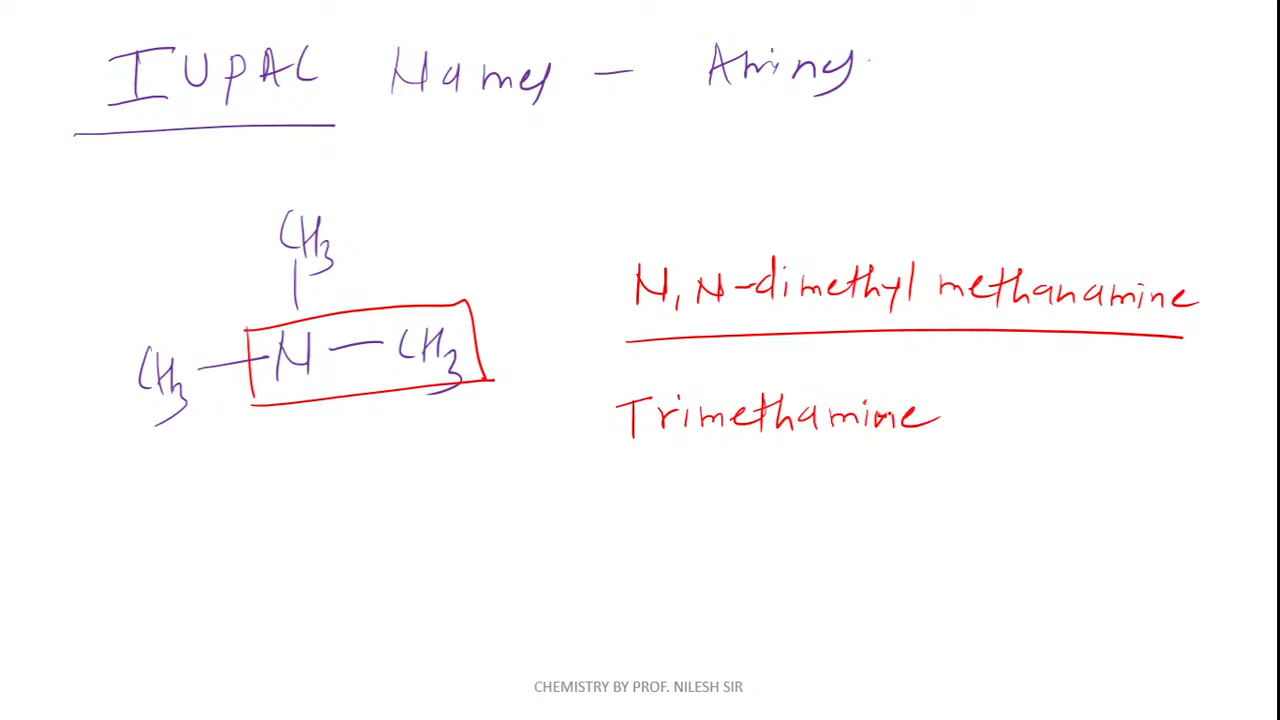 IUPAC Names - Amines
CH3
CH3 - N - CH3
N, N-dimethyl methanamine
Trimethamine
CHEMISTRY BY PROF. NILESH SIR